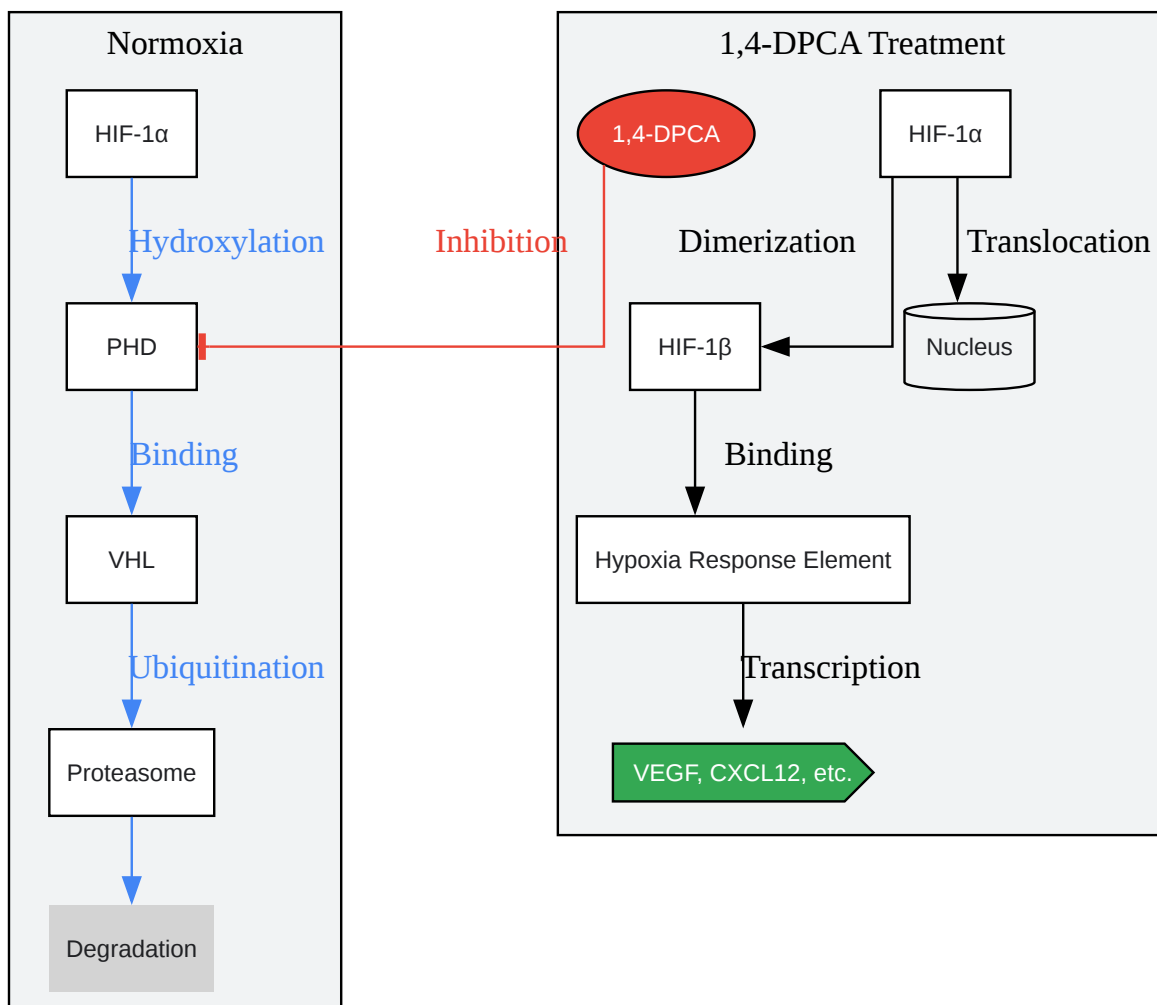 Normoxia
HIF-1α
Hydroxylation
PHD
Binding
VHL
Ubiquitination
Proteasome
Degradation
Inhibition
1,4-DPCA Treatment
1,4-DPCA
HIF-1α
Dimerization
Translocation
HIF-1β
Nucleus
Binding
Hypoxia Response Element
Transcription
VEGF, CXCL12, etc.